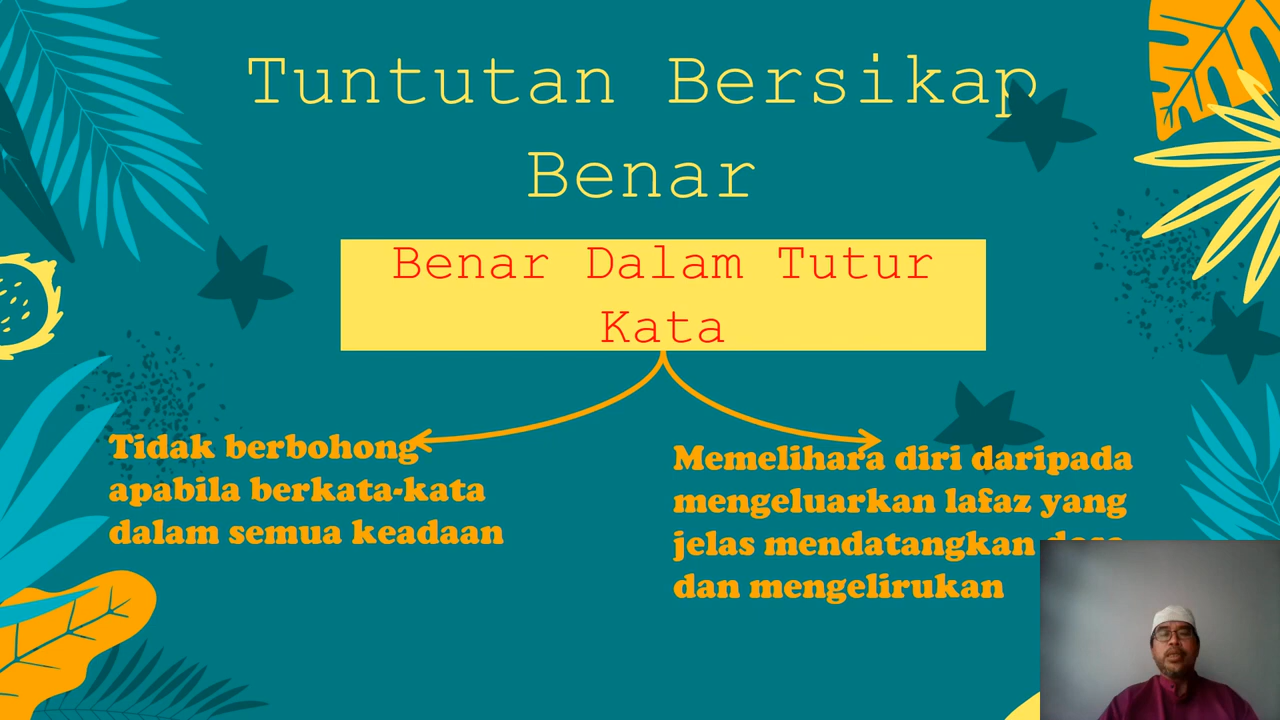 Tuntutan Bersikap
Benar
Benar Dalam Tutur
Kata
Tidak berbohong
apabila berkata-kata
dalam semua keadaan
Memelihara diri daripada
mengeluarkan lafaz yang
jelas mendatangkan
dan mengelirukan